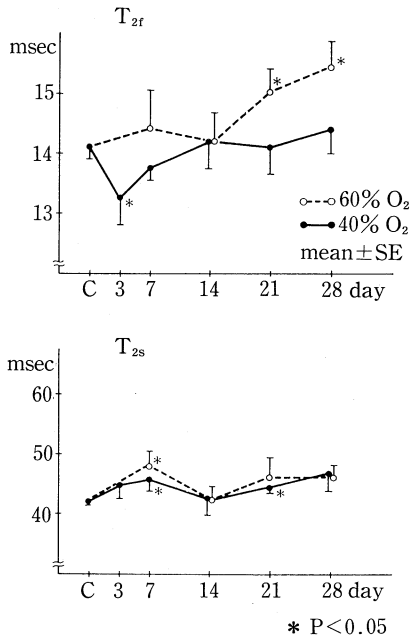 T2f
msec
15
14
13
60% O2
40% O2
mean±SE
C 3 7 14 21 28 day
T2s
msec
60
50
40
C 3 7 14 21 28 day
* P<0.05